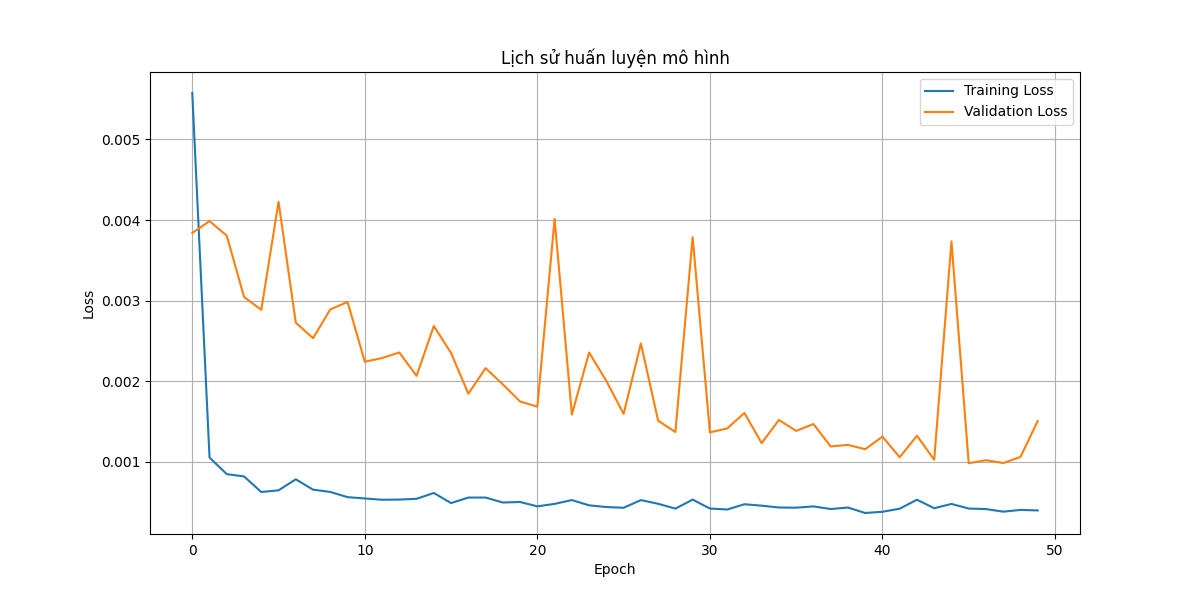 Lịch sử huấn luyện mô hình
Training Loss
Validation Loss
Loss
0.005
0.004
0.003
0.002
0.001
0
10
20
30
40
50
Epoch